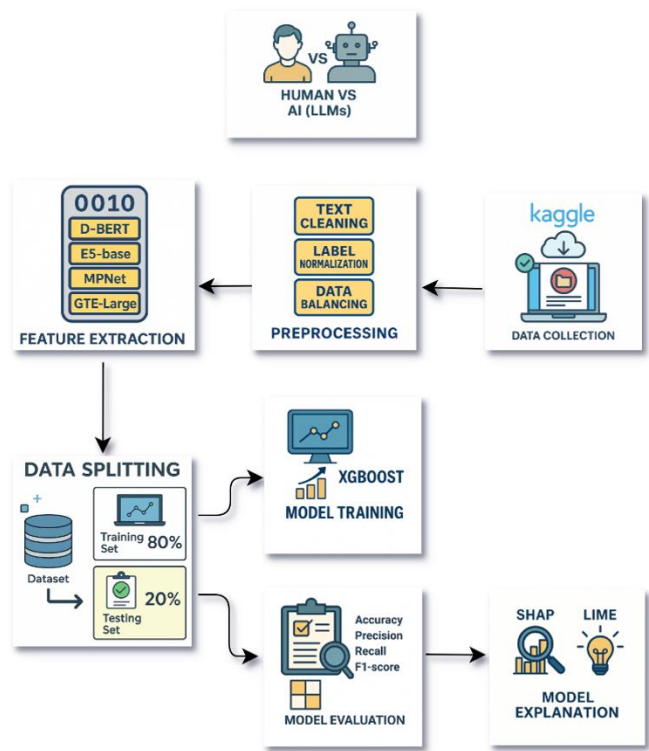 VS
HUMAN VS
AI (LLMs)
0010
D-BERT
E5-base
MPNet
GTE-Large
FEATURE EXTRACTION
TEXT
CLEANING
LABEL
NORMALIZATION
DATA
BALANCING
PREPROCESSING
kaggle
DATA COLLECTION
DATA SPLITTING
Dataset
Training
Set
80%
20%
Testing
Set
XGBOOST
MODEL TRAINING
Accuracy
Precision
Recall
F1-score
MODEL EVALUATION
SHAP
LIME
MODEL
EXPLANATION